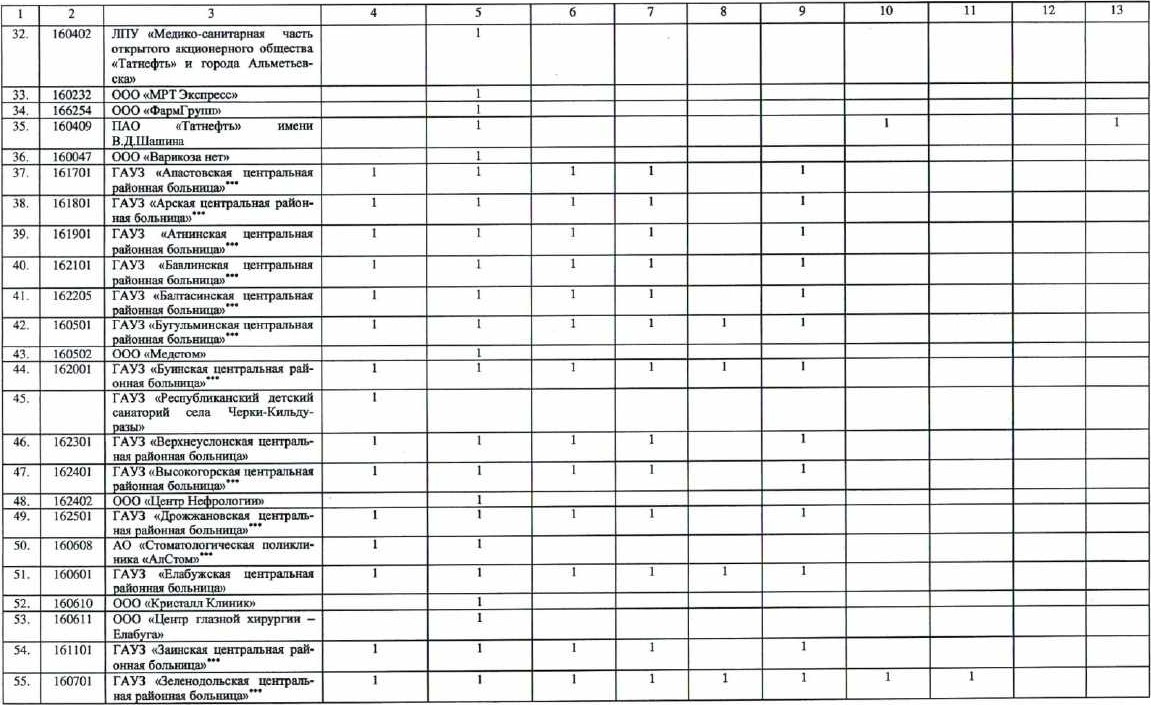 1 2 3 4 5 6 7 8 9 10 11 12 13
32. 160402 ЛПУ «Медико-санитарная часть 1
открытого акционерного общества
«Татнефть» и города Альметьев-
ска»
33. 160232 ООО «МРТ Экспресс» 1
34. 166254 ООО «ФармГрупп» 1
35. 160409 ПАО «Татнефть» имени 1 1 1
В.Д.Шашина
36. 160047 ООО «Варикоза нет» 1
37. 161701 ГАУЗ «Апастовская центральная 1 1 1 1 1
районная больница»***
38. 161801 ГАУЗ «Арская центральная район- 1 1 1 1 1
ная больница»***
39. 161901 ГАУЗ «Атнинская центральная 1 1 1 1 1
районная больница»***
40. 162101 ГАУЗ «Бавлинская центральная 1 1 1 1 1
районная больница»***
41. 162205 ГАУЗ «Балтасинская центральная 1 1 1 1 1
районная больница»***
42. 160501 ГАУЗ «Бугульминская центральная 1 1 1 1 1 1
районная больница»***
43. 160502 ООО «Медстом» 1
44. 162001 ГАУЗ «Буинская центральная рай- 1 1 1 1 1 1
онная больница»***
45. ГАУЗ «Республиканский детский 1
санаторий села Черки-Кильду-
разы»
46. 162301 ГАУЗ «Верхнеуслонская централь- 1 1 1 1 1
ная районная больница»
47. 162401 ГАУЗ «Высокогорская центральная 1 1 1 1 1
районная больница»***
48. 162402 ООО «Центр Нефрологии» 1
49. 162501 ГАУЗ «Дрожжановская централь- 1 1 1 1 1
ная районная больница»***
50. 160608 АО «Стоматологическая поликли- 1 1
ника «АлСтом»***
51. 160601 ГАУЗ «Елабужская центральная 1 1 1 1 1 1
районная больница»
52. 160610 ООО «Кристалл Клиник» 1
53. 160611 ООО «Центр глазной хирургии – 1
Елабуга»
54. 161101 ГАУЗ «Заинская центральная рай- 1 1 1 1 1
онная больница»***
55. 160701 ГАУЗ «Зеленодольская централь- 1 1 1 1 1 1 1 1
ная районная больница»***